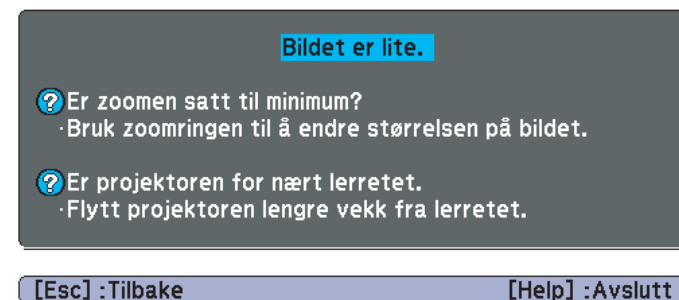 Bildet er lite.
Er zoomen satt til minimum?
·Bruk zoomringen til å endre størrelsen på bildet.
Er projektoren for nært lerretet.
·Flytt projektoren lengre vekk fra lerretet.
[Esc] :Tilbake [Help] :Avslutt